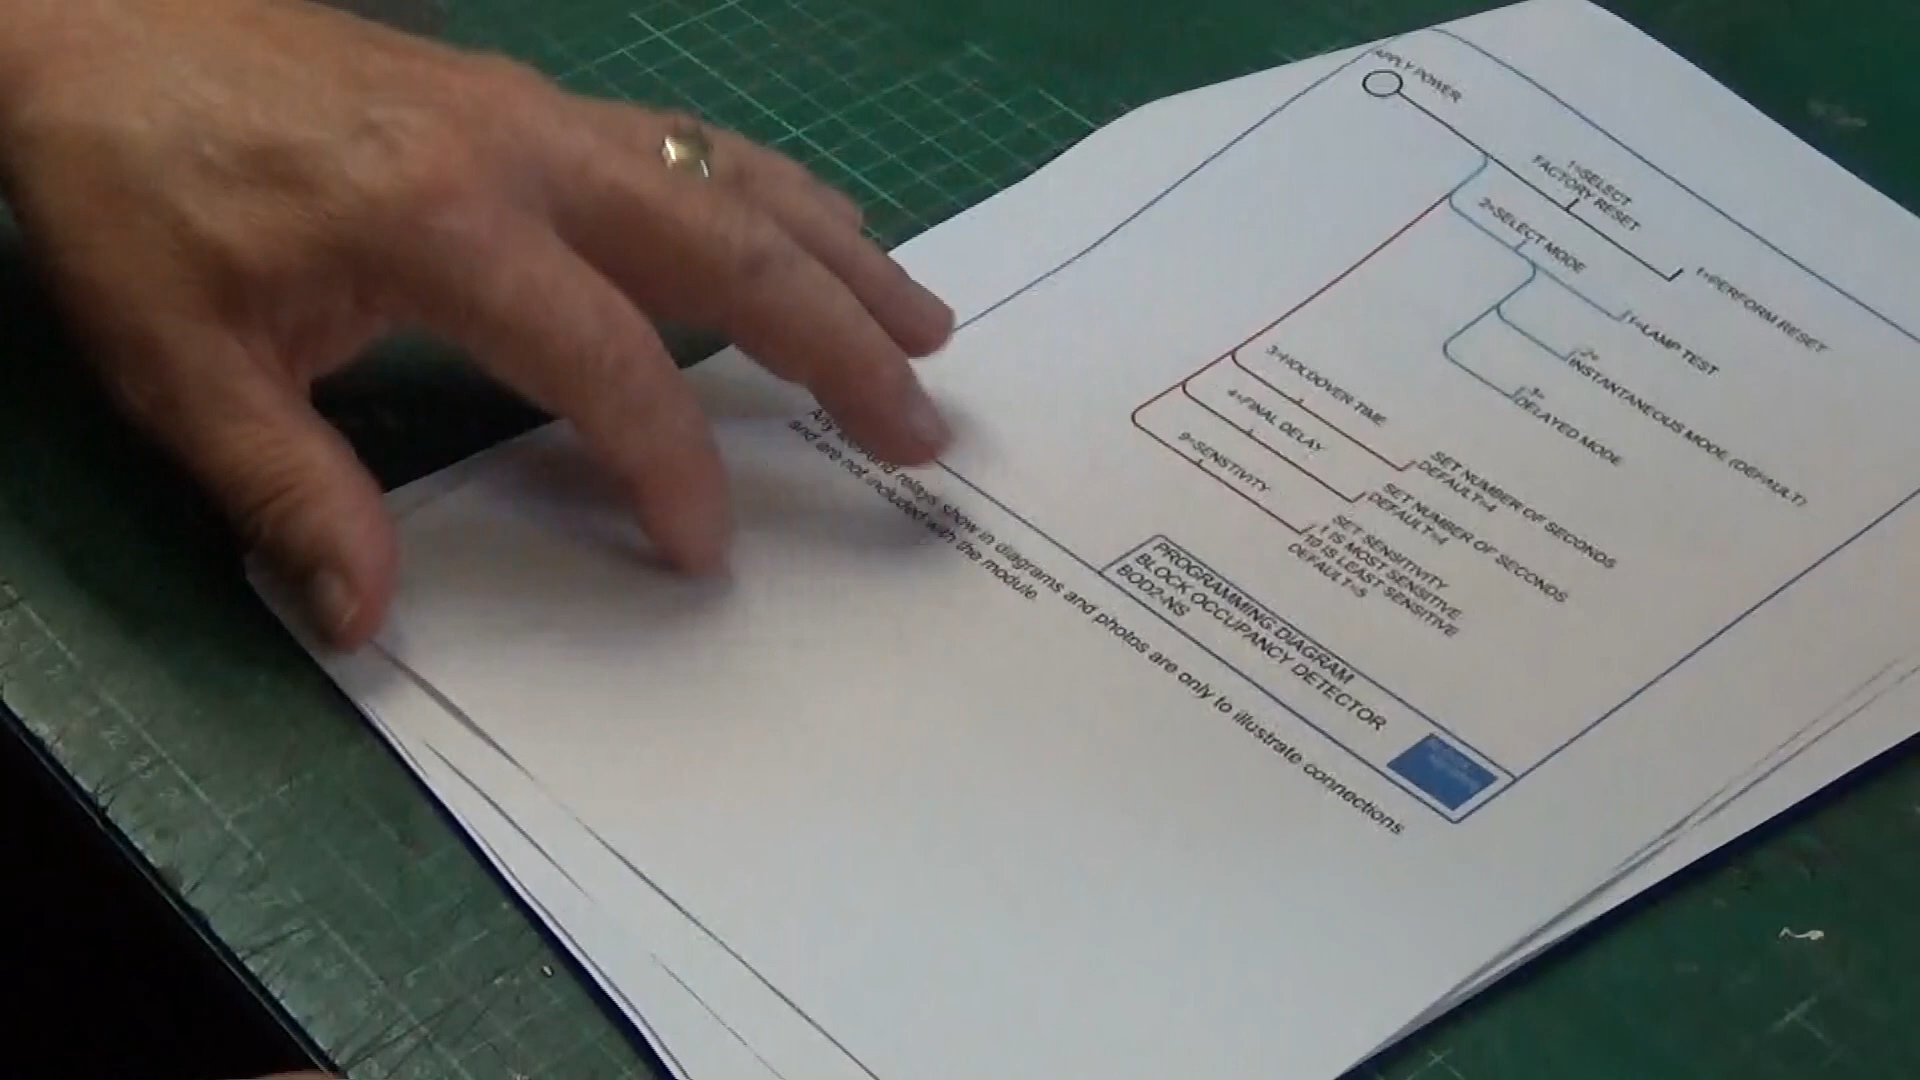 APPLY POWER
1=SELECT
FACTORY RESET
1=PERFORM RESET
2=SELECT MODE
1=LAMP TEST
2=
INSTANTANEOUS MODE (DEFAULT)
3=
DELAYED MODE
3=HOLDOVER TIME
SET NUMBER OF SECONDS
DEFAULT=4
4=FINAL DELAY
SET NUMBER OF SECONDS
DEFAULT=4
9=SENSTIVITY
SET SENSITIVITY
1 IS MOST SENSITIVE
10 IS LEAST SENSITIVE
DEFAULT=5
PROGRAMMING DIAGRAM
BLOCK OCCUPANCY DETECTOR
BOD2-NS
Any and relays show in diagrams and photos are only to illustrate connections
and are not included with the module.